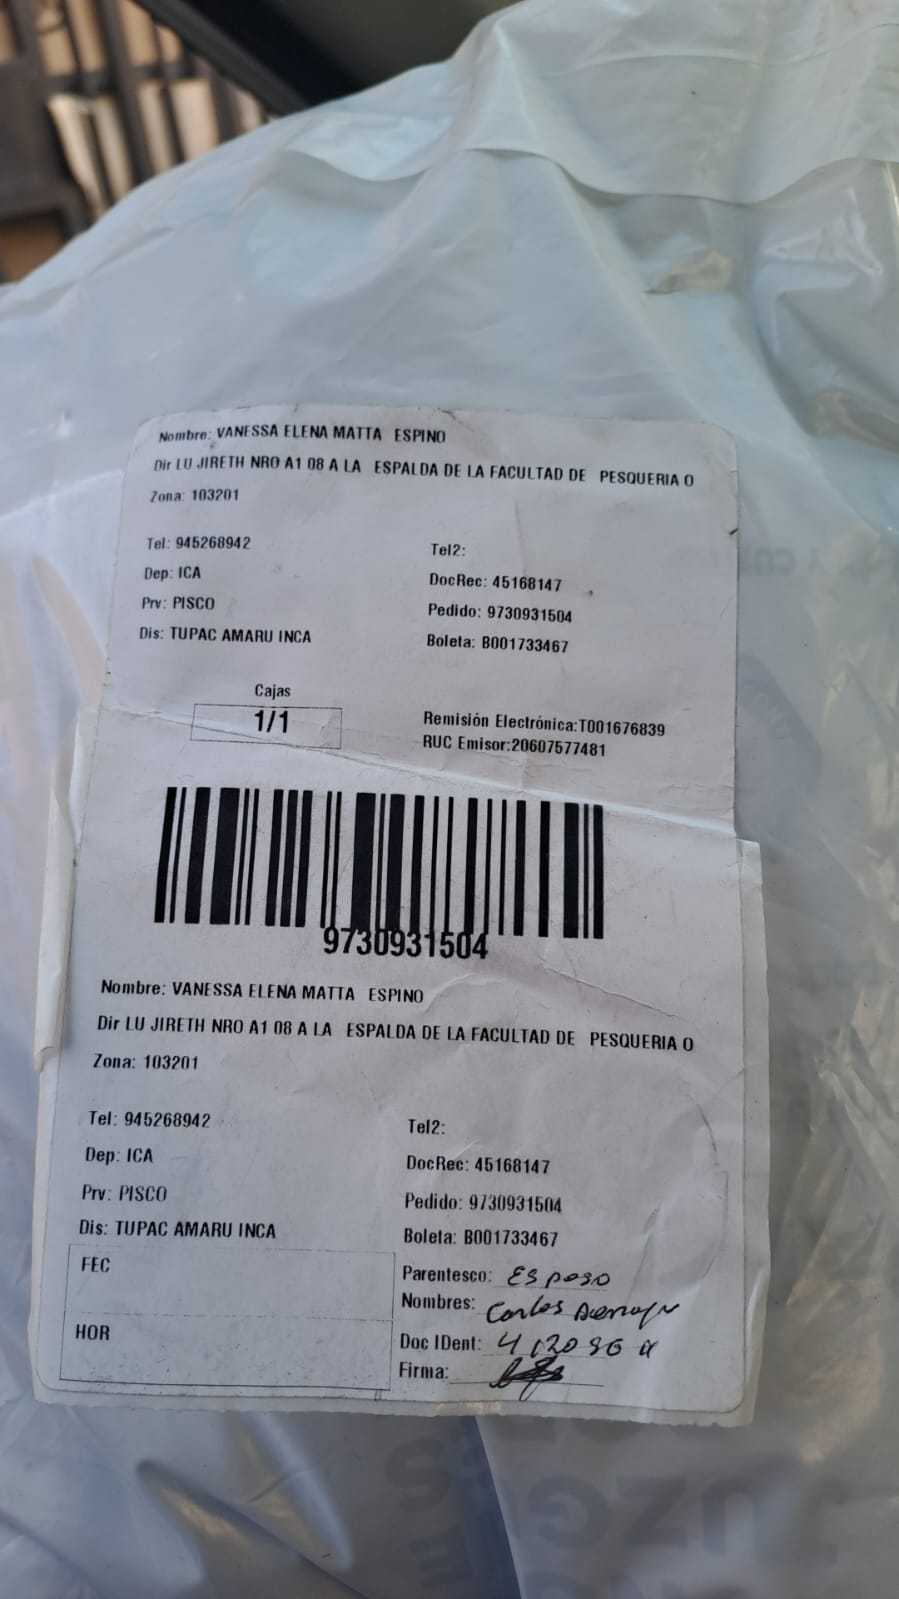 Nombre: VANESSA ELENA MATTA ESPINO
Dir LU JIRETH NRO A1 08 A LA ESPALDA DE LA FACULTAD DE PESQUERIA O
Zona: 103201
Tel: 945268942
Tel2:
Dep: ICA
DocRec: 45168147
Prv: PISCO
Pedido: 9730931504
Dis: TUPAC AMARU INCA
Boleta: B001733467
Cajas
1/1
Remisión Electrónica:T001676839
RUC Emisor:20607577481
9730931504
Nombre: VANESSA ELENA MATTA ESPINO
Dir LU JIRETH NRO A1 08 A LA ESPALDA DE LA FACULTAD DE PESQUERIA O
Zona: 103201
Tel: 945268942
Tel2:
Dep: ICA
DocRec: 45168147
Prv: PISCO
Pedido: 9730931504
Dis: TUPAC AMARU INCA
Boleta: B001733467
FEC
Parentesco: Esposo
Nombres: Carlos
HOR
Doc IDent:
Firma: